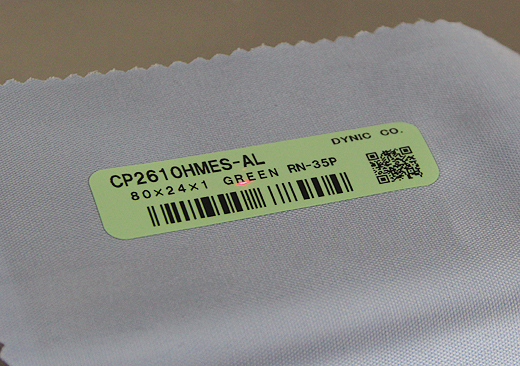 DYNIC CO.
CP2610HMES-AL
80×24×1 GREEN RN-35P